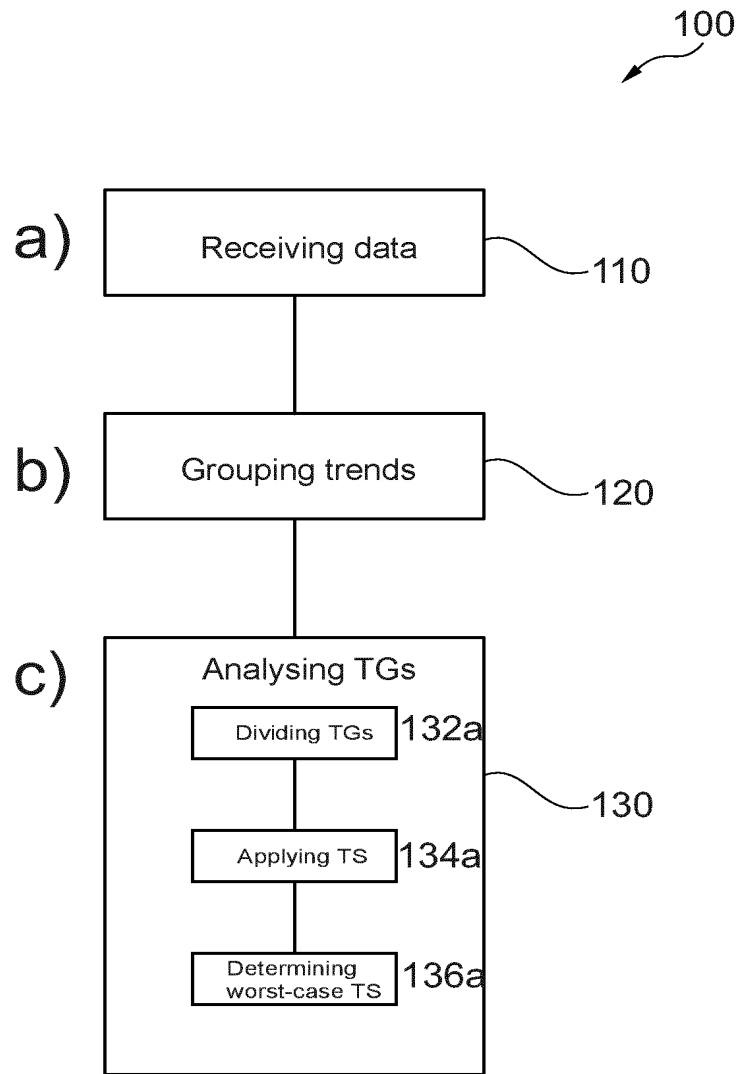 100
a)
Receiving data
110
b)
Grouping trends
120
c)
Analysing TGs
Dividing TGs
132a
130
Applying TS
134a
Determining
worst-case TS
136a